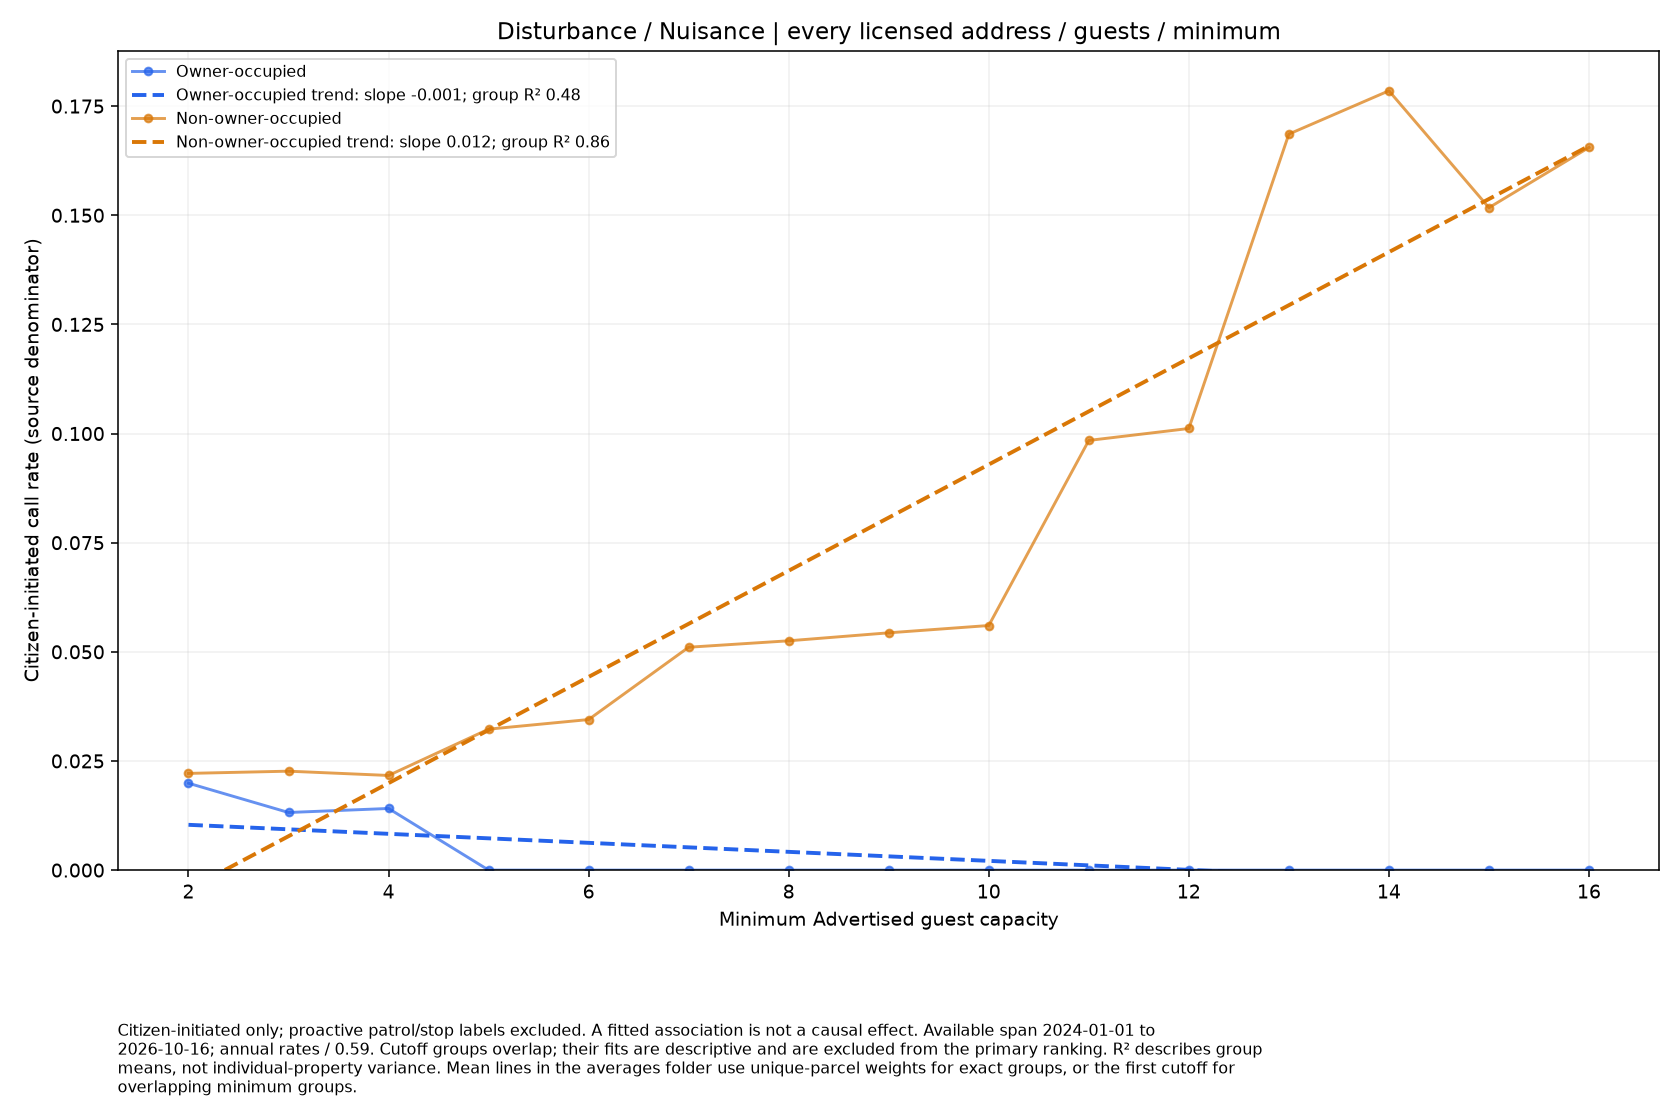 Disturbance / Nuisance | every licensed address / guests / minimum
Owner-occupied
Owner-occupied trend: slope -0.001; group R² 0.48
Non-owner-occupied
Non-owner-occupied trend: slope 0.012; group R² 0.86
Citizen-initiated call rate (source denominator)
0.175
0.150
0.125
0.100
0.075
0.050
0.025
0.000
2 4 6 8 10 12 14 16
Minimum Advertised guest capacity
Citizen-initiated only; proactive patrol/stop labels excluded. A fitted association is not a causal effect. Available span 2024-01-01 to
2026-10-16; annual rates / 0.59. Cutoff groups overlap; their fits are descriptive and are excluded from the primary ranking. R² describes group
means, not individual-property variance. Mean lines in the averages folder use unique-parcel weights for exact groups, or the first cutoff for
overlapping minimum groups.